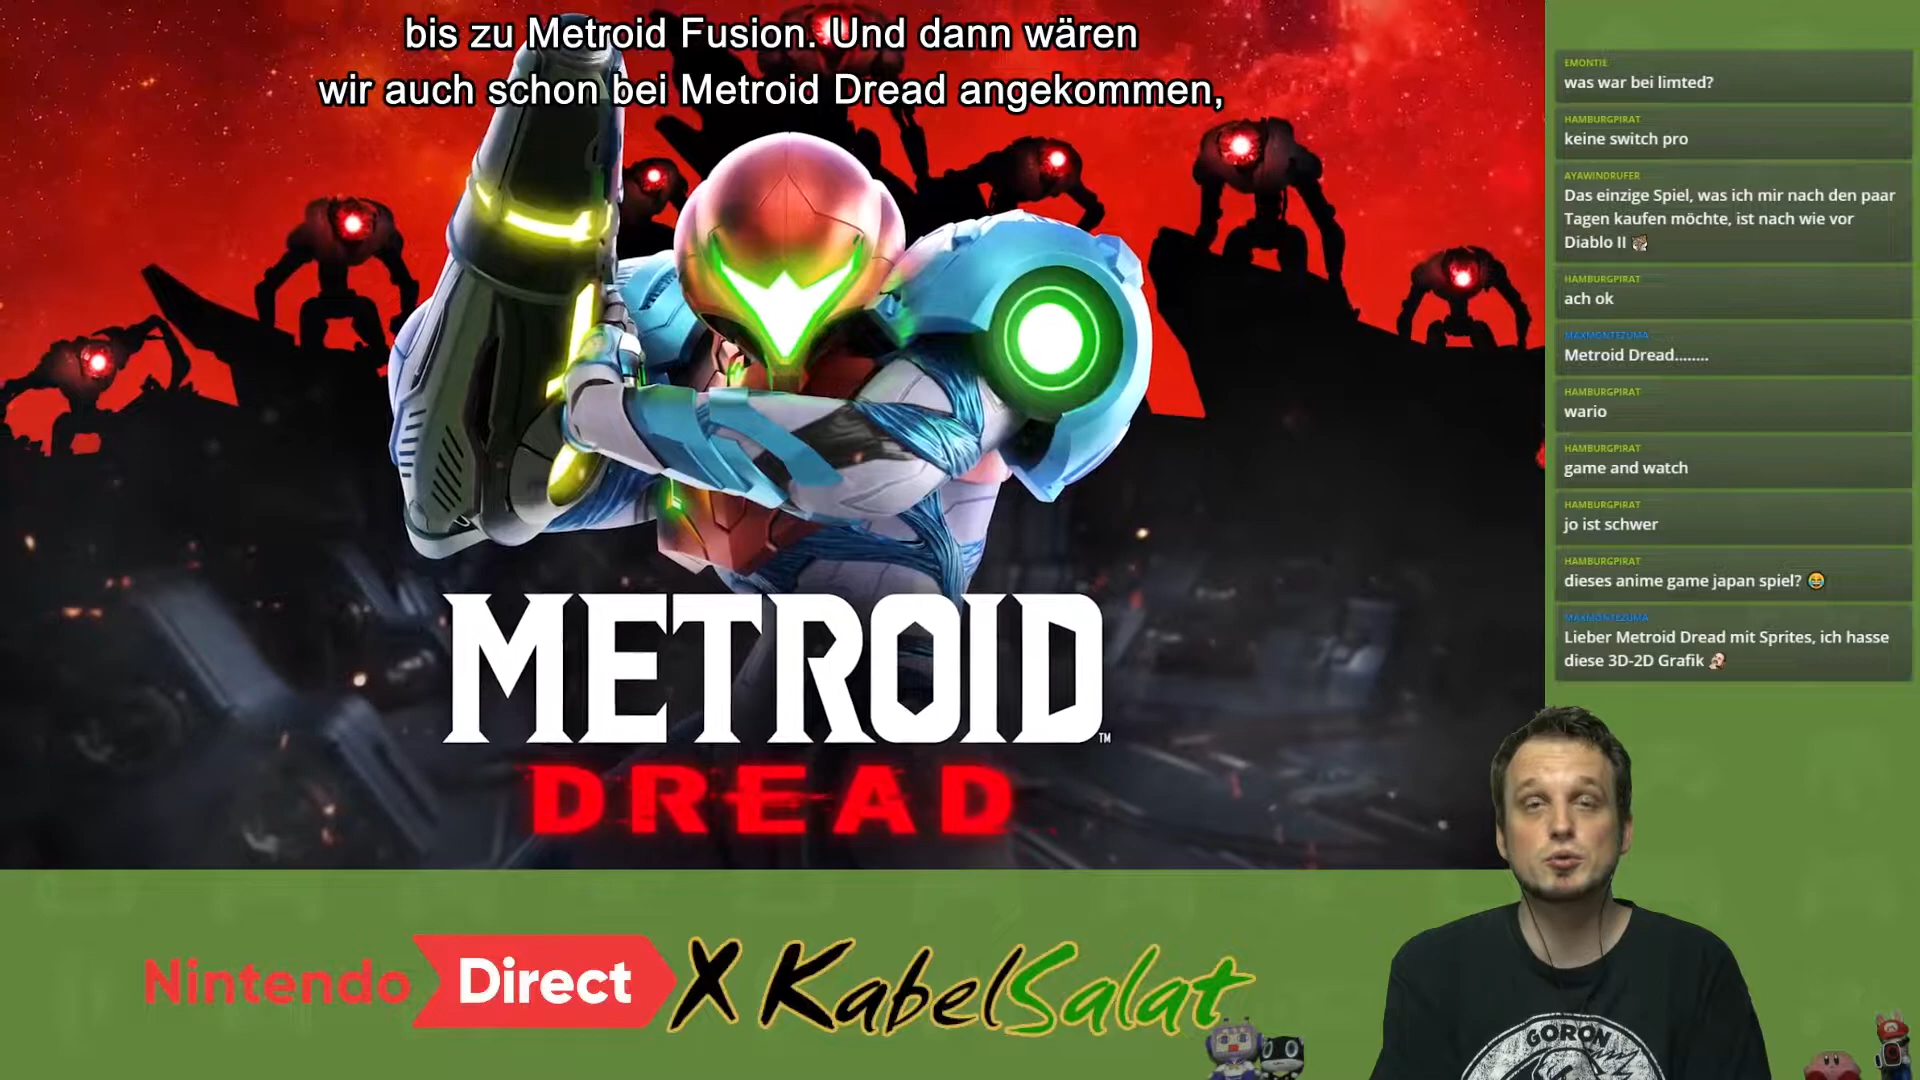 bis zu Metroid Fusion. Und dann wären
wir auch schon bei Metroid Dread angekommen,
METROID
TM
DREAD
Nintendo Direct X KabelSalat
GORON
EMONTIE
was war bei limted?
HAMBURGPIRAT
keine switch pro
AYAWINDRUFER
Das einzige Spiel, was ich mir nach den paar
Tagen kaufen möchte, ist nach wie vor
Diablo II
HAMBURGPIRAT
ach ok
MAXMONTEZUMA
Metroid Dread........
HAMBURGPIRAT
wario
HAMBURGPIRAT
game and watch
HAMBURGPIRAT
jo ist schwer
HAMBURGPIRAT
dieses anime game japan spiel? 😂
MAXMONTEZUMA
Lieber Metroid Dread mit Sprites, ich hasse
diese 3D-2D Grafik